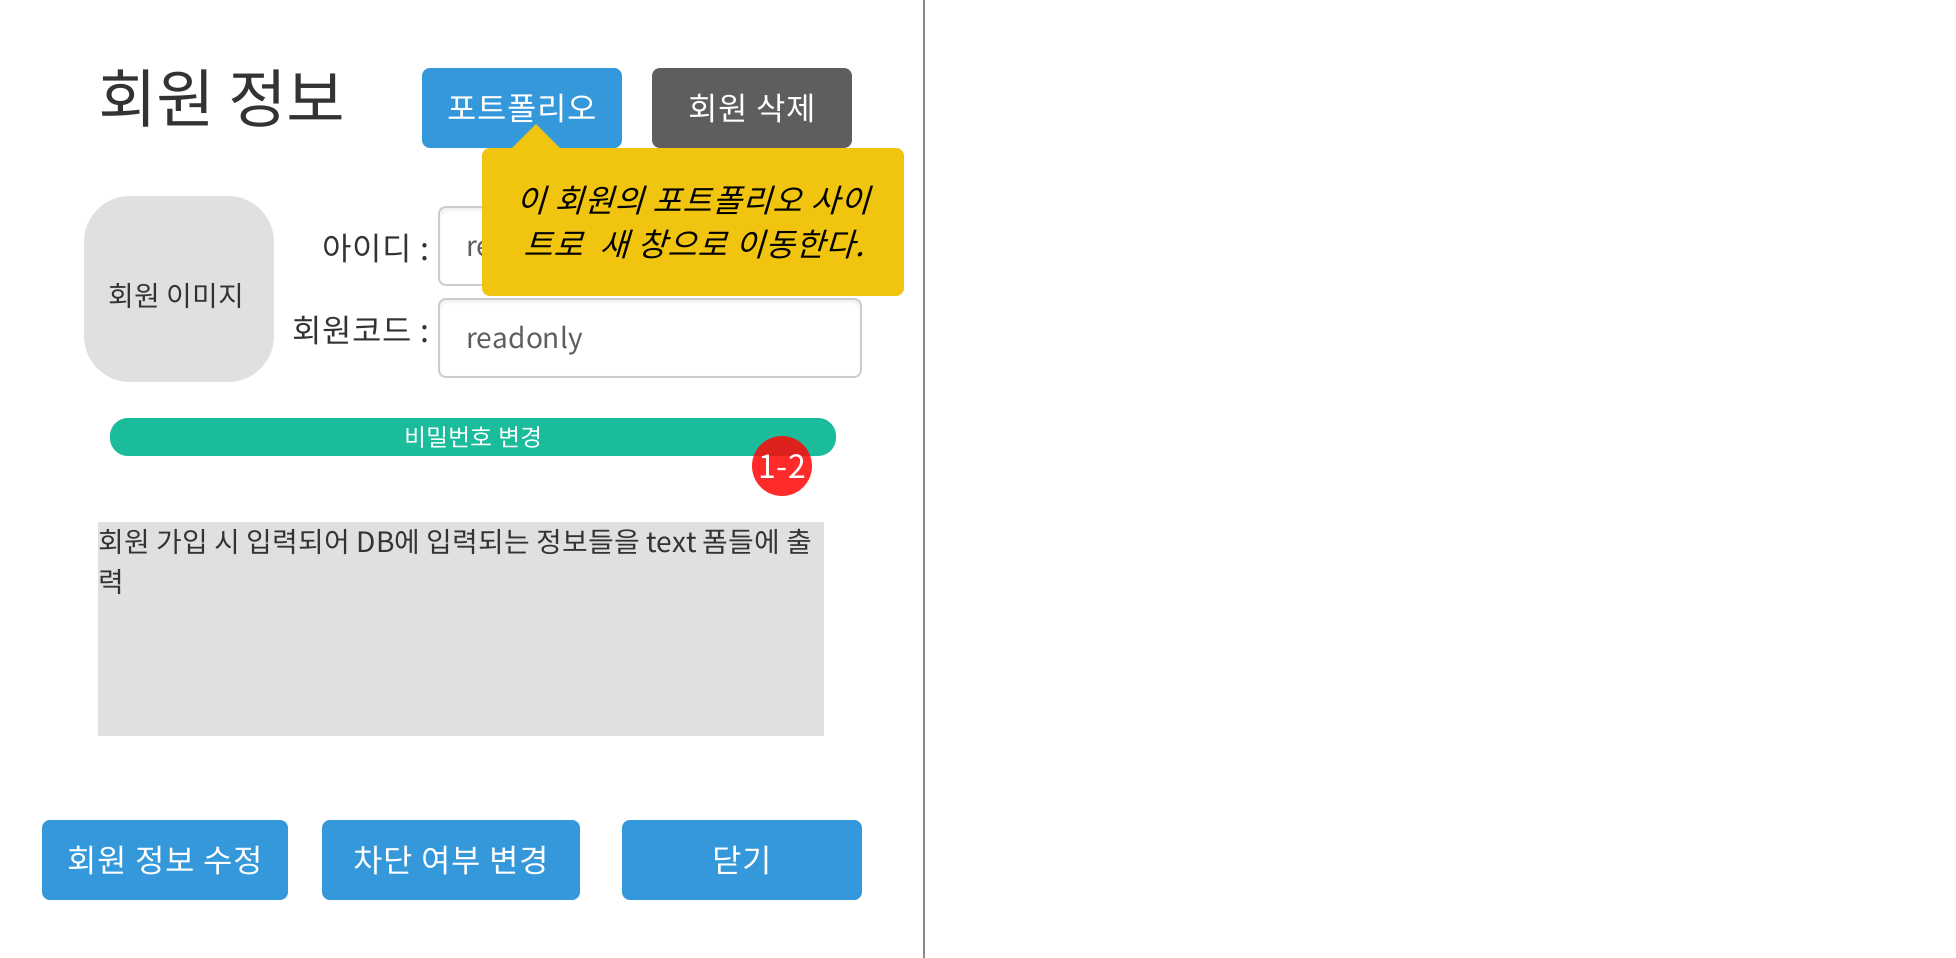 회원 정보
포트폴리오
회원 삭제
이 회원의 포트폴리오 사이
트로 새 창으로 이동한다.
아이디 :
회원 이미지
회원코드 :
readonly
비밀번호 변경
1-2
회원 가입 시 입력되어 DB에 입력되는 정보들을 text 폼들에 출
력
회원 정보 수정
차단 여부 변경
닫기